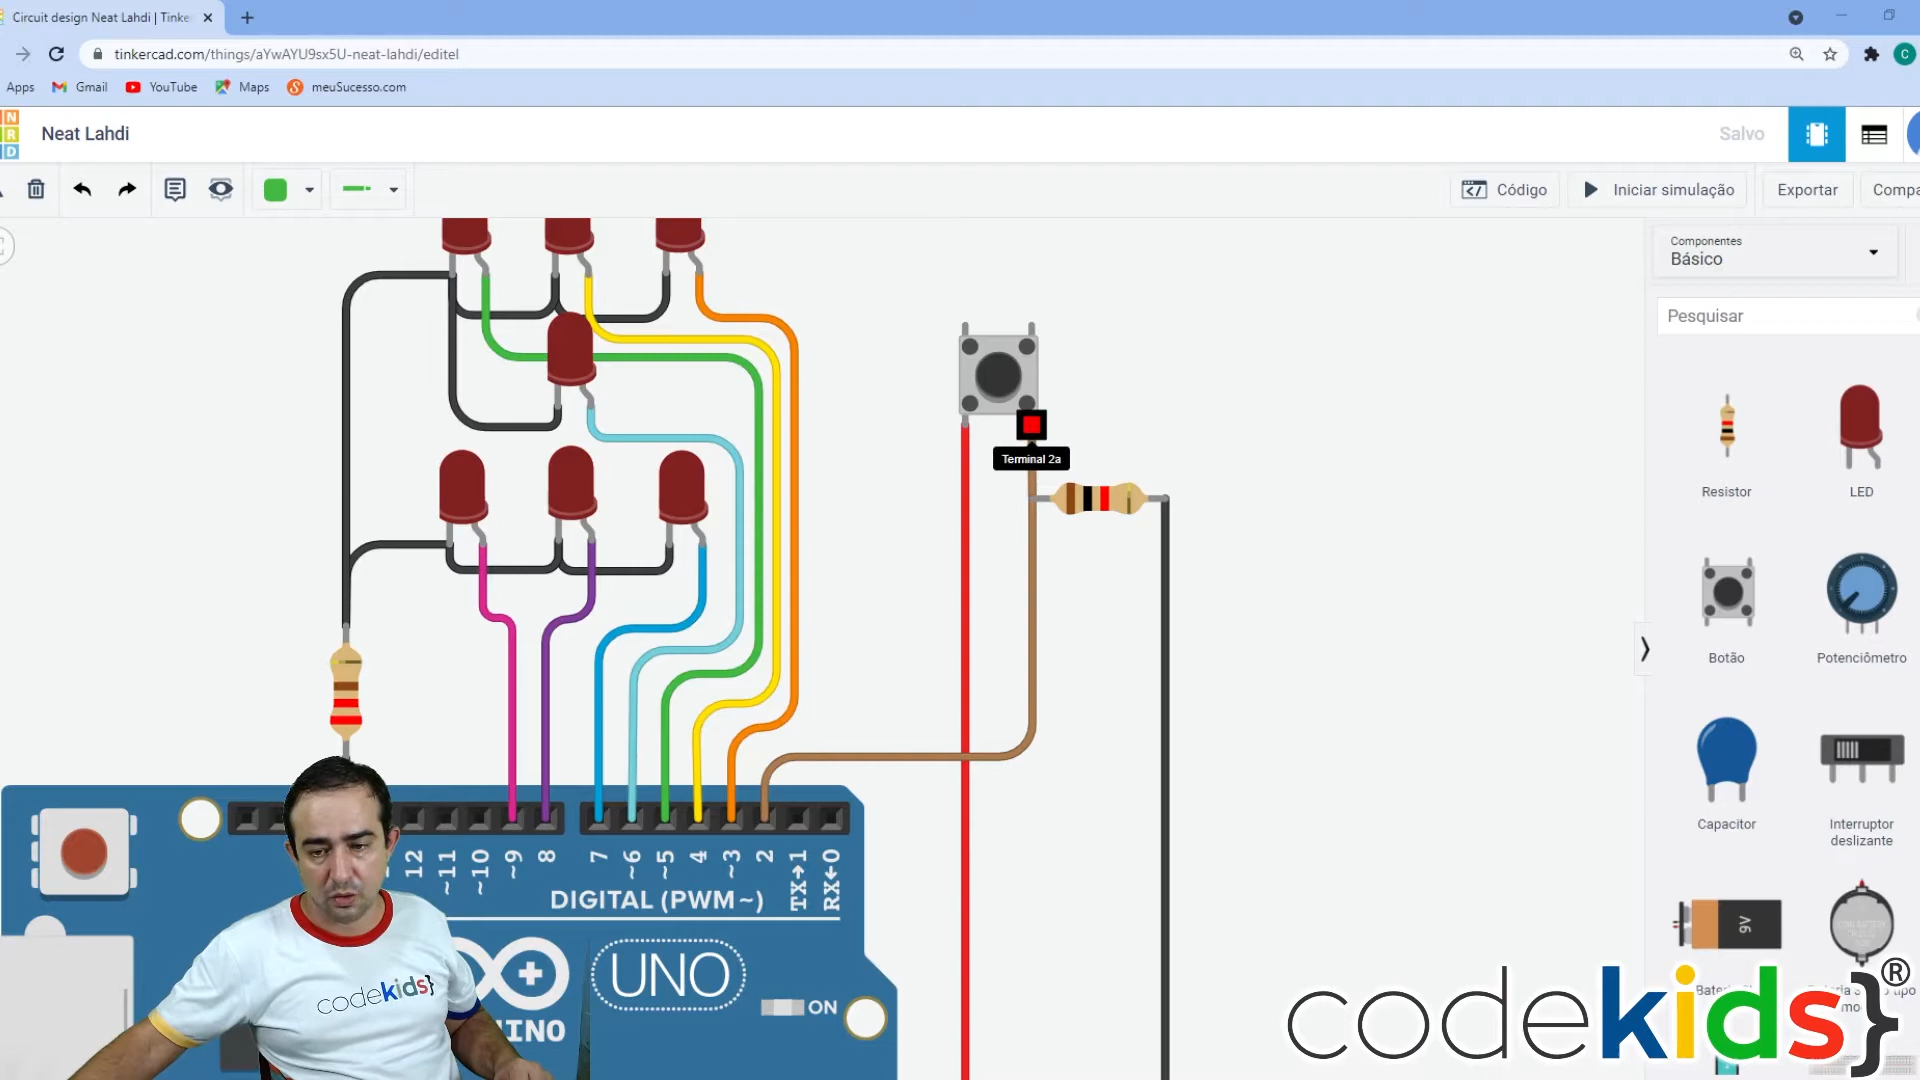 Circuit design Neat Lahdi | Tinke
tinkercad.com/things/aYwAYU9sx5U-neat-lahdi/editel
Apps
Gmail
YouTube
Maps
meuSucesso.com
N
R
D
Neat Lahdi
Salvo
Código
Iniciar simulação
Exportar
Compa
Componentes
Básico
Pesquisar
Terminal 2a
Resistor
LED
Botão
Potenciômetro
Capacitor
Interruptor
deslizante
9V
12
~11
~10
~9
8
7
~6
~5
4
~3
2
TX→1
RX←0
DIGITAL (PWM~)
UNO
ON
INO
codekids}
codekids}®